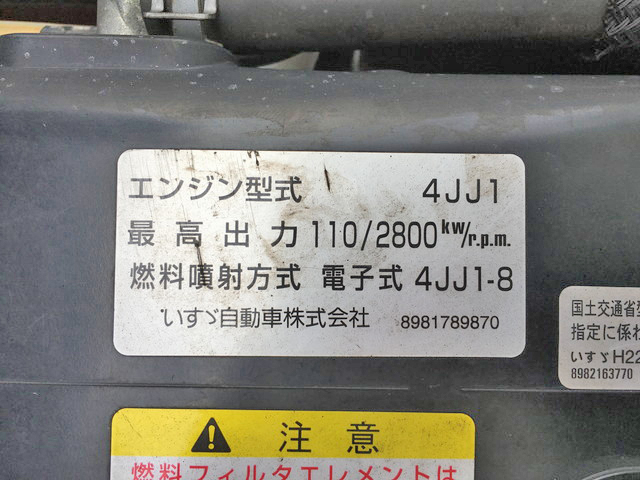 エンジン型式 4JJ1
最高出力 110/2800kw/r.p.m.
燃料噴射方式 電子式 4JJ1-8
いすゞ自動車株式会社 8981789870
国土交通省
指定に係
いすゞH22
8982163770
注意
燃料フィルタエレメントは